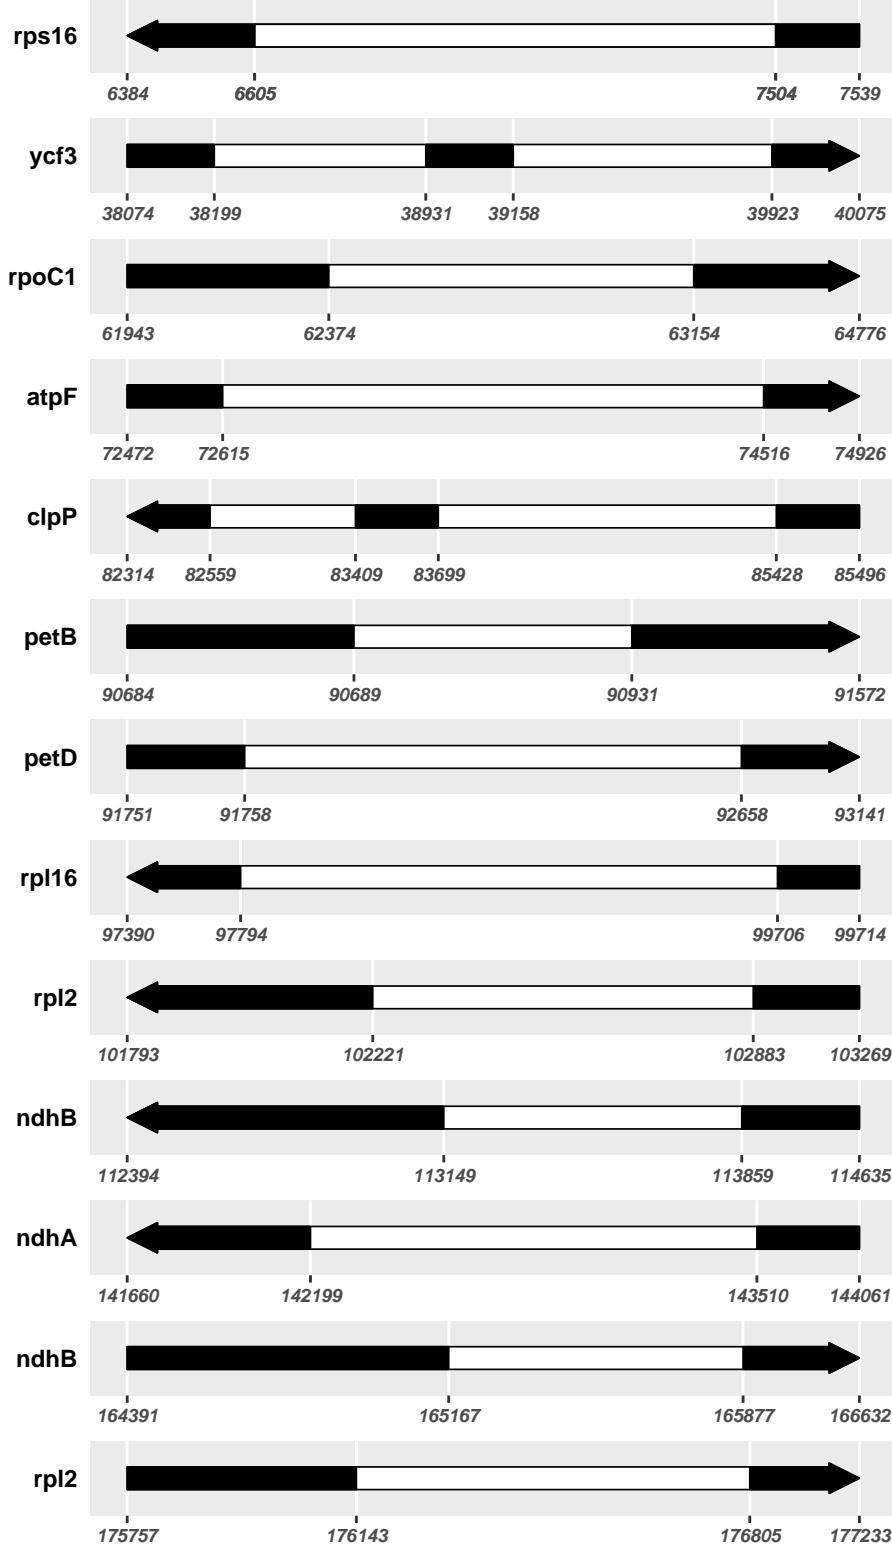 rps16
6384 6605 7504 7539
ycf3
38074 38199 38931 39158 39923 40075
rpoC1
61943 62374 63154 64776
atpF
72472 72615 74516 74926
clpP
82314 82559 83409 83699 85428 85496
petB
90684 90689 90931 91572
petD
91751 91758 92658 93141
rpl16
97390 97794 99706 99714
rpl2
101793 102221 102883 103269
ndhB
112394 113149 113859 114635
ndhA
141660 142199 143510 144061
ndhB
164391 165167 165877 166632
rpl2
175757 176143 176805 177233